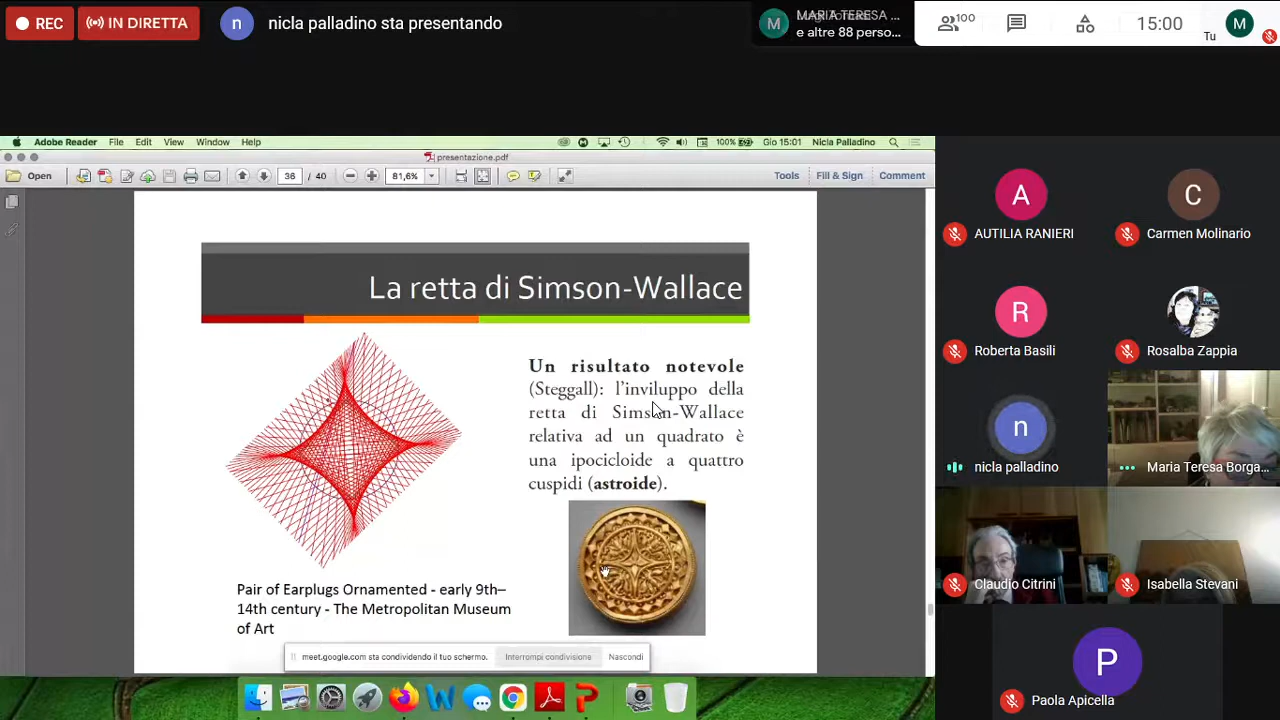 REC
IN DIRETTA
n
nicla palladino sta presentando
M
MARIA TERESA ...
e altre 88 perso...
100
15:00
Tu
M
Adobe Reader File Edit View Window Help
100%
Gio 15:01 Nicla Palladino
presentazione.pdf
Open
36 / 40
81,6%
Tools Fill & Sign Comment
La retta di Simson-Wallace
Un risultato notevole
(Steggall): l'inviluppo della
retta di Simson-Wallace
relativa ad un quadrato è
una ipocicloide a quattro
cuspidi (astroide).
Pair of Earplugs Ornamented - early 9th–
14th century - The Metropolitan Museum
of Art
meet.google.com sta condividendo il tuo schermo.
Interrompi condivisione
Nascondi
A
AUTILIA RANIERI
C
Carmen Molinario
R
Roberta Basili
Rosalba Zappia
n
nicla palladino
Maria Teresa Borga...
Claudio Citrini
Isabella Stevani
P
Paola Apicella